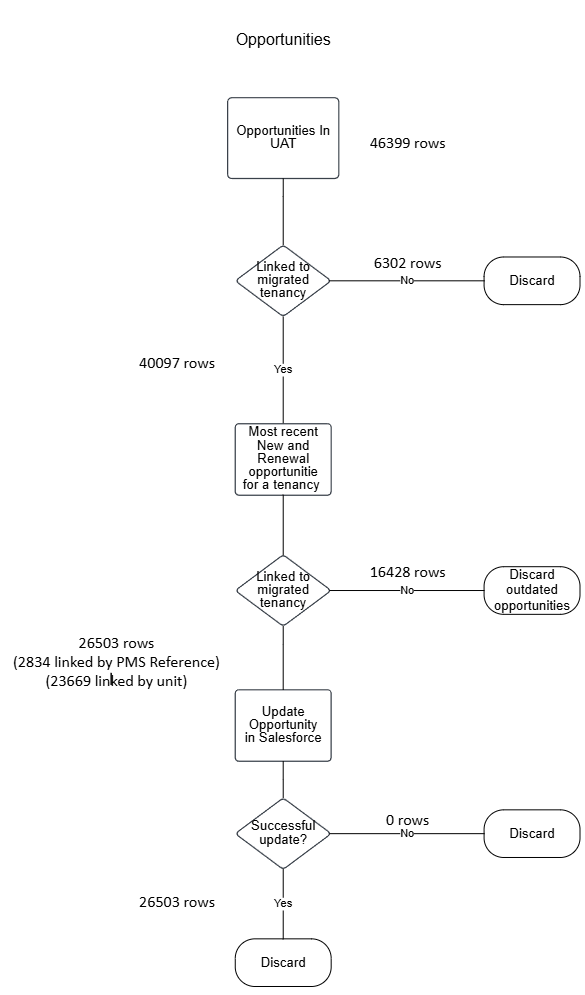 Opportunities
Opportunities In
UAT
46399 rows
Linked to
migrated
tenancy
6302 rows
No
Discard
40097 rows
Yes
Most recent
New and
Renewal
opportunitie
for a tenancy
Linked to
migrated
tenancy
16428 rows
No
Discard
outdated
opportunities
26503 rows
(2834 linked by PMS Reference)
(23669 linked by unit)
Update
Opportunity
in Salesforce
Successful
update?
0 rows
No
Discard
26503 rows
Yes
Discard